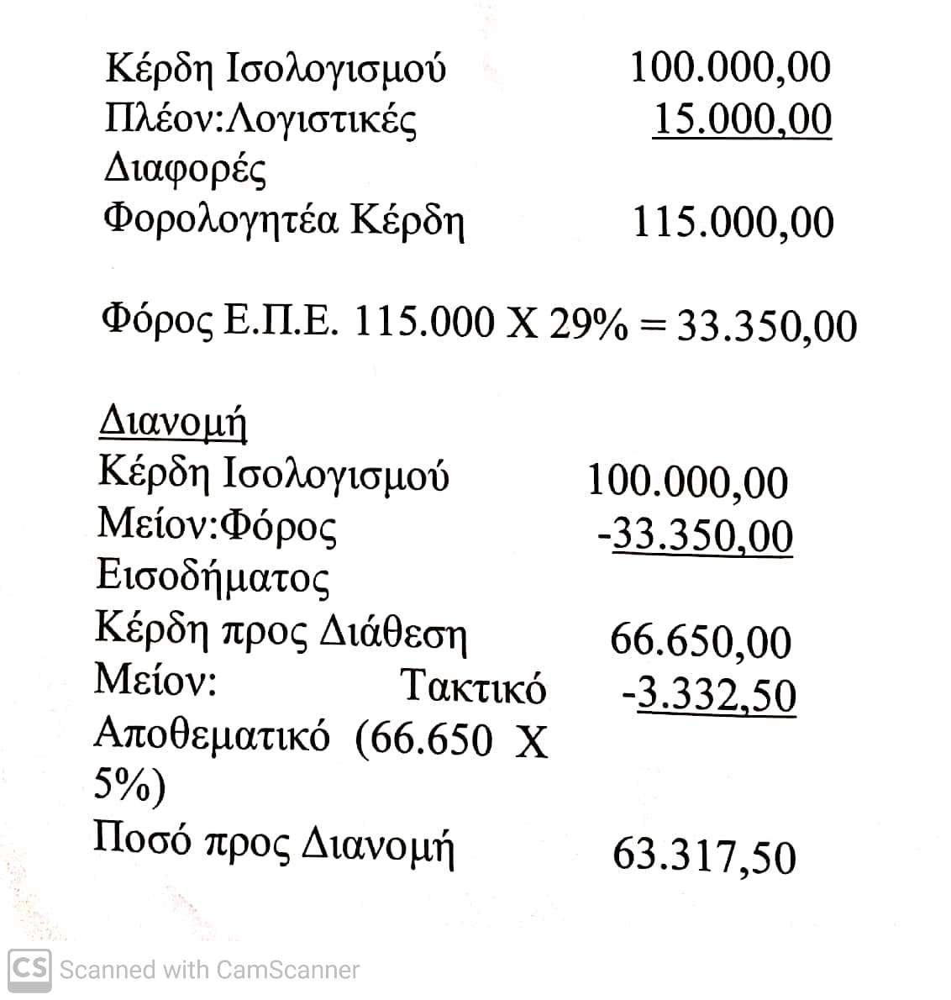 Κέρδη Ισολογισμού 100.000,00
Πλέον:Λογιστικές 15.000,00
Διαφορές
Φορολογητέα Κέρδη 115.000,00
Φόρος Ε.Π.Ε. 115.000 Χ 29% = 33.350,00
Διανομή
Κέρδη Ισολογισμού 100.000,00
Μείον:Φόρος -33.350,00
Εισοδήματος
Κέρδη προς Διάθεση 66.650,00
Μείον: Τακτικό -3.332,50
Αποθεματικό (66.650 Χ
5%)
Ποσό προς Διανομή 63.317,50
CS Scanned with CamScanner